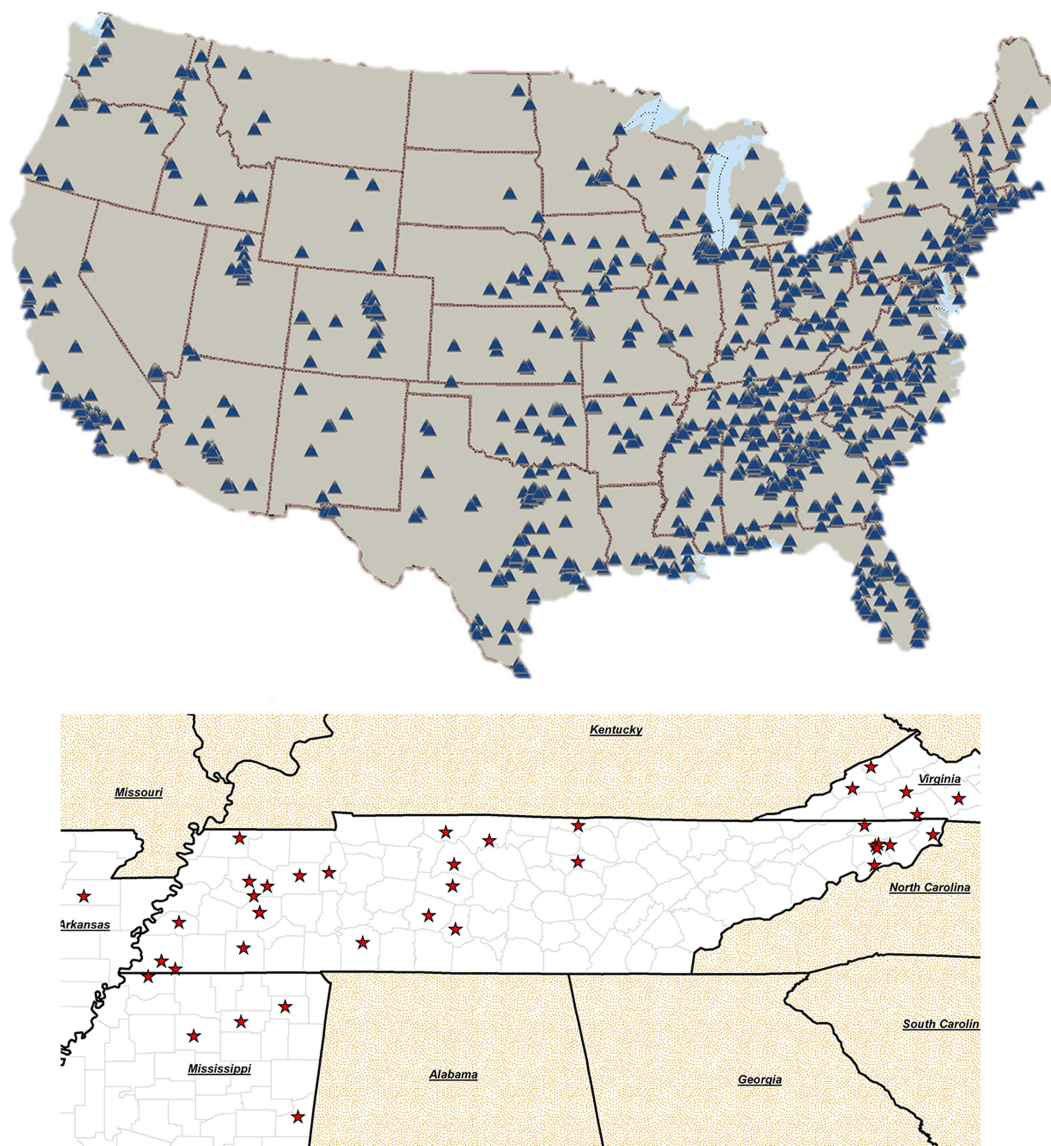 Kentucky
Missouri
Virginia
North Carolina
Arkansas
South Carolin
Mississippi
Alabama
Georgia